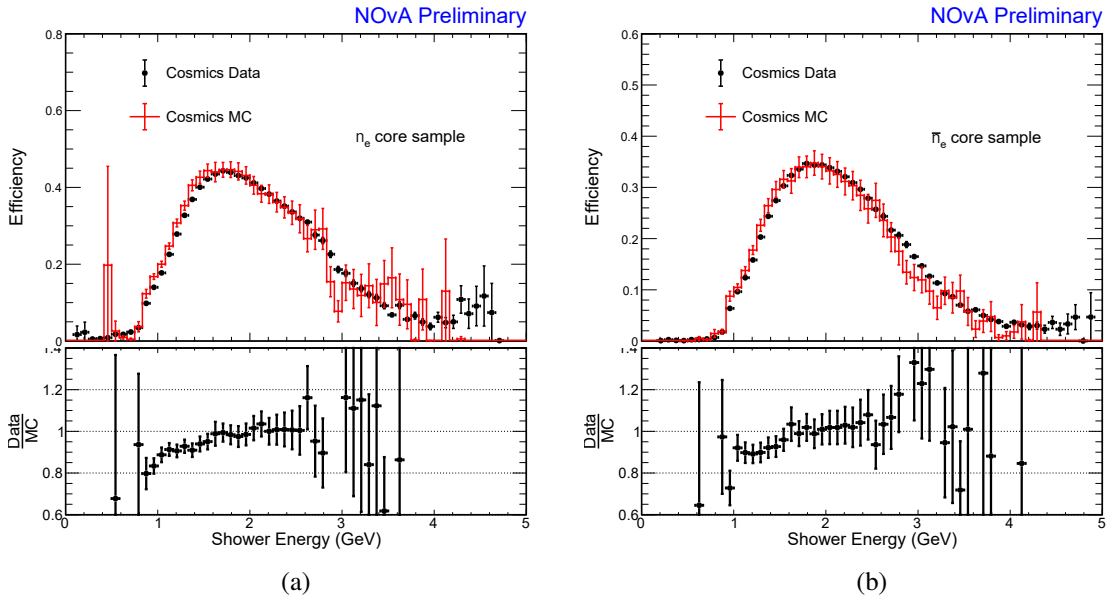 NOvA Preliminary
0.8
0.6
0.4
0.2
0
Efficiency
Cosmics Data
Cosmics MC
n_e core sample
1.4
1.2
1
0.8
0.6
Data
MC
0 1 2 3 4 5
Shower Energy (GeV)
(a)
NOvA Preliminary
0.6
0.5
0.4
0.3
0.2
0.1
0
Efficiency
Cosmics Data
Cosmics MC
n̅_e core sample
1.4
1.2
1
0.8
0.6
Data
MC
0 1 2 3 4 5
Shower Energy (GeV)
(b)